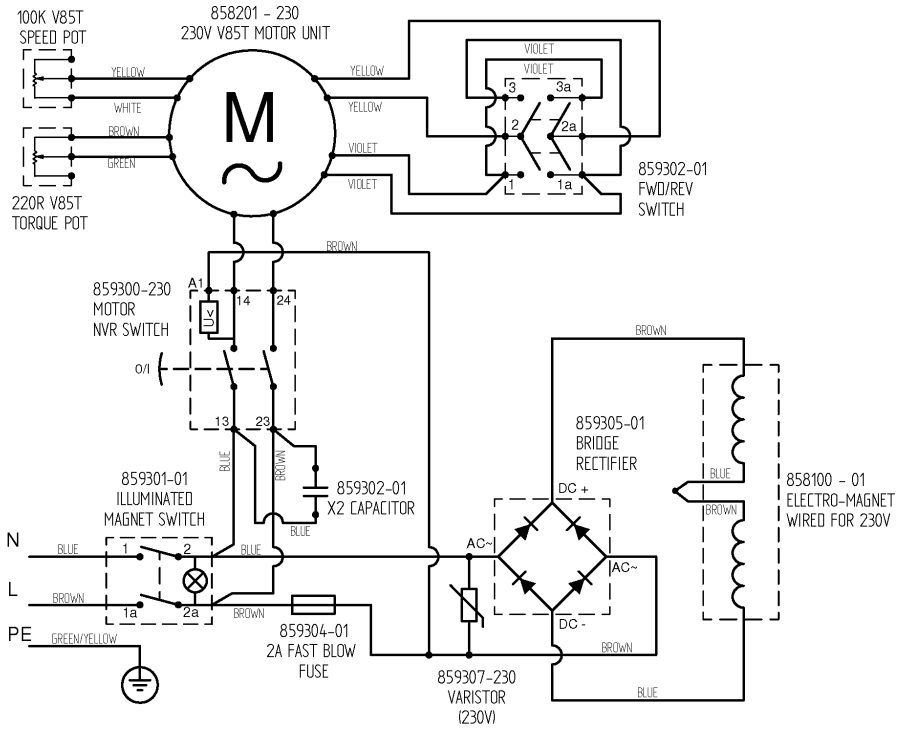 100K V85T
SPEED POT
858201 - 230
230V V85T MOTOR UNIT
YELLOW
WHITE
BROWN
GREEN
220R V85T
TORQUE POT
M
YELLOW
YELLOW
VIOLET
VIOLET
VIOLET
VIOLET
3
3a
2
2a
1
1a
859302-01
FWD/REV
SWITCH
BROWN
859300-230
MOTOR
NVR SWITCH
A1
14
24
U<
O/I
13
23
BLUE
BROWN
859302-01
X2 CAPACITOR
BLUE
859301-01
ILLUMINATED
MAGNET SWITCH
N
BLUE
1
2
BLUE
L
BROWN
1a
2a
BROWN
PE
GREEN/YELLOW
859304-01
2A FAST BLOW
FUSE
859307-230
VARISTOR
(230V)
859305-01
BRIDGE
RECTIFIER
DC +
AC~
AC~
DC -
BROWN
BLUE
BROWN
BLUE
BROWN
858100 - 01
ELECTRO-MAGNET
WIRED FOR 230V